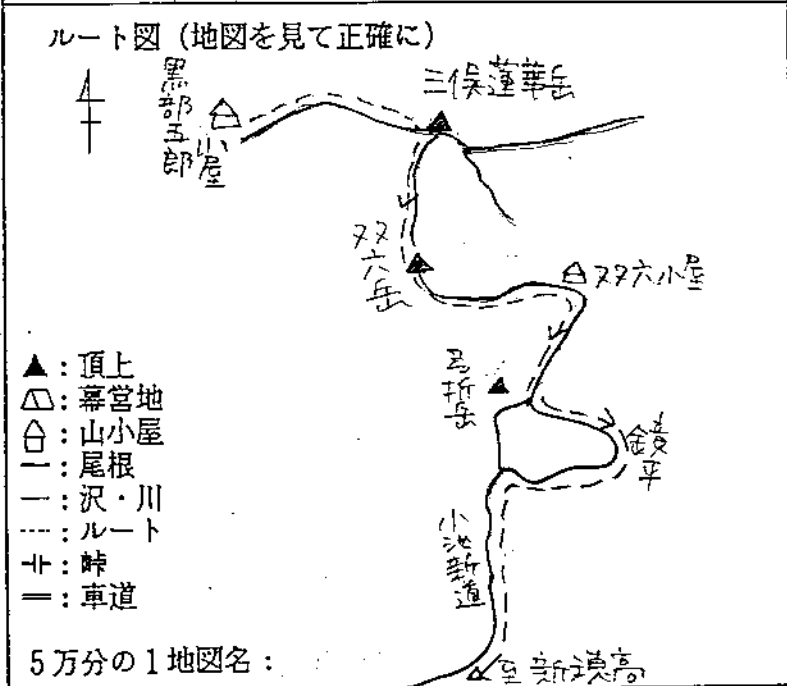 ルート図(地図を見て正確に)
黒部五郎小屋
三俣蓮華岳
双六岳
双六小屋
弓折岳
鏡平
小池新道
至新穂高
▲:頂上
:幕営地
:山小屋
―:尾根
―:沢・川
----:ルート
:峠
=:車道
5万分の1地図名: